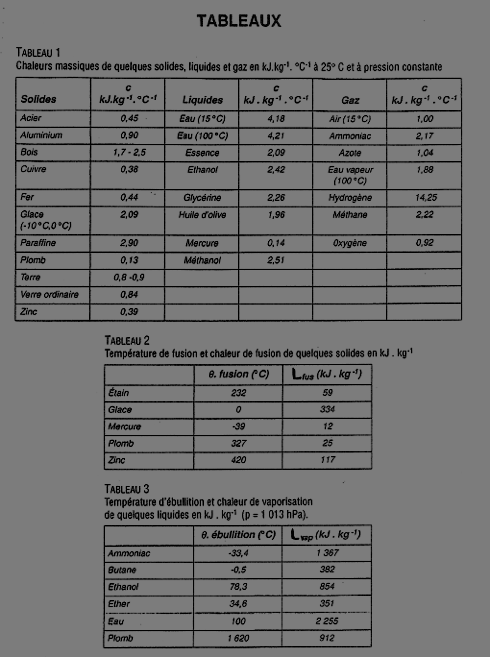 TABLEAUX
TABLEAU 1
Chaleurs massiques de quelques solides, liquides et gaz en kJ.kg⁻¹. °C⁻¹ à 25° C et à pression constante
Solides c kJ.kg⁻¹.°C⁻¹ Liquides c kJ . kg⁻¹ .°C⁻¹ Gaz c kJ . kg⁻¹ .°C⁻¹
Acier 0,45 Eau (15°C) 4,18 Air (15°C) 1,00
Aluminium 0,90 Eau (100°C) 4,21 Ammoniac 2,17
Bois 1,7 - 2,5 Essence 2,09 Azote 1,04
Cuivre 0,38 Ethanol 2,42 Eau vapeur (100°C) 1,88
Fer 0,44 Glycérine 2,26 Hydrogène 14,25
Glace (-10°C,0°C) 2,09 Huile d'olive 1,96 Méthane 2,22
Paraffine 2,90 Mercure 0,14 Oxygène 0,92
Plomb 0,13 Méthanol 2,51
Terre 0,8 -0,9
Verre ordinaire 0,84
Zinc 0,39
TABLEAU 2
Température de fusion et chaleur de fusion de quelques solides en kJ . kg⁻¹
θ. fusion (°C) Lfus (kJ . kg⁻¹)
Étain 232 59
Glace 0 334
Mercure -39 12
Plomb 327 25
Zinc 420 117
TABLEAU 3
Température d'ébullition et chaleur de vaporisation
de quelques liquides en kJ . kg⁻¹ (p = 1 013 hPa).
θ. ébullition (°C) Lvap (kJ . kg⁻¹)
Ammoniac -33,4 1 367
Butane -0,5 382
Ethanol 78,3 854
Ether 34,6 351
Eau 100 2 255
Plomb 1 620 912